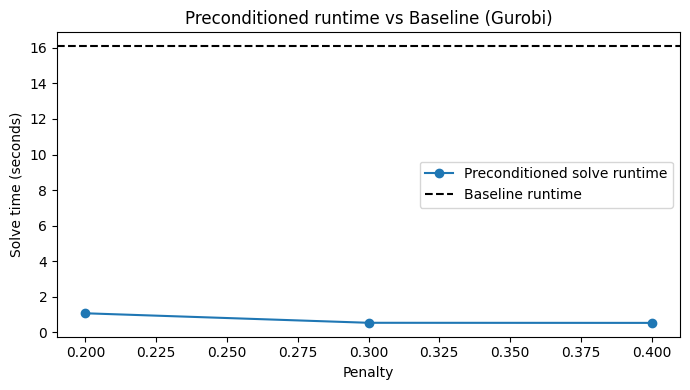 Preconditioned runtime vs Baseline (Gurobi)
16
14
12
10
8
6
4
2
0
Solve time (seconds)
Preconditioned solve runtime
Baseline runtime
0.200 0.225 0.250 0.275 0.300 0.325 0.350 0.375 0.400
Penalty